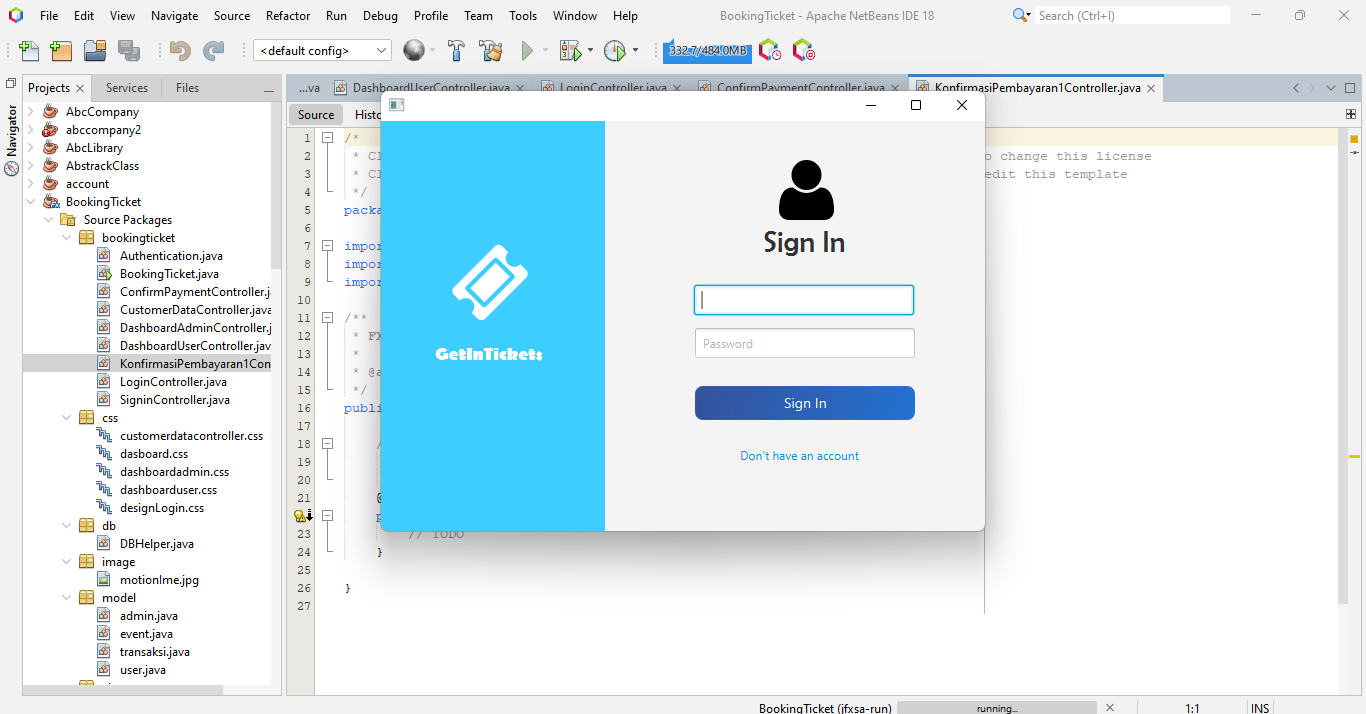 File Edit View Navigate Source Refactor Run Debug Profile Team Tools Window Help
BookingTicket - Apache NetBeans IDE 18
Search (Ctrl+I)
<default config>
332.7/484.0MB
Projects
Services
Files
Navigator
AbcCompany
abccompany2
AbcLibrary
AbstrackClass
account
BookingTicket
Source Packages
bookingticket
Authentication.java
BookingTicket.java
ConfirmPaymentController.j
CustomerDataController.java
DashboardAdminController.j
DashboardUserController.jav
KonfirmasiPembayaran1Con
LoginController.java
SigninController.java
css
customerdatacontroller.css
dasboard.css
dashboardadmin.css
dashboarduser.css
designLogin.css
db
DBHelper.java
image
motionlme.jpg
model
admin.java
event.java
transaksi.java
user.java
...va
DashboardUserController.java
LoginController.java
ConfirmPaymentController.java
KonfirmasiPembayaran1Controller.java
Source
Histo
1 /*
2 * Cl o change this license
3 * Cl edit this template
4 */
5 packa
6
7 impor
8 impor
9 impor
10
11 /**
12 * FX
13 *
14 * @a
15 */
16 publi
17
18 /
19
20
21 @
p
23 // TODO
24 }
25
26 }
27
GetInTickets
Sign In
Password
Sign In
Don't have an account
BookingTicket (jfxsa-run)
running...
1:1
INS